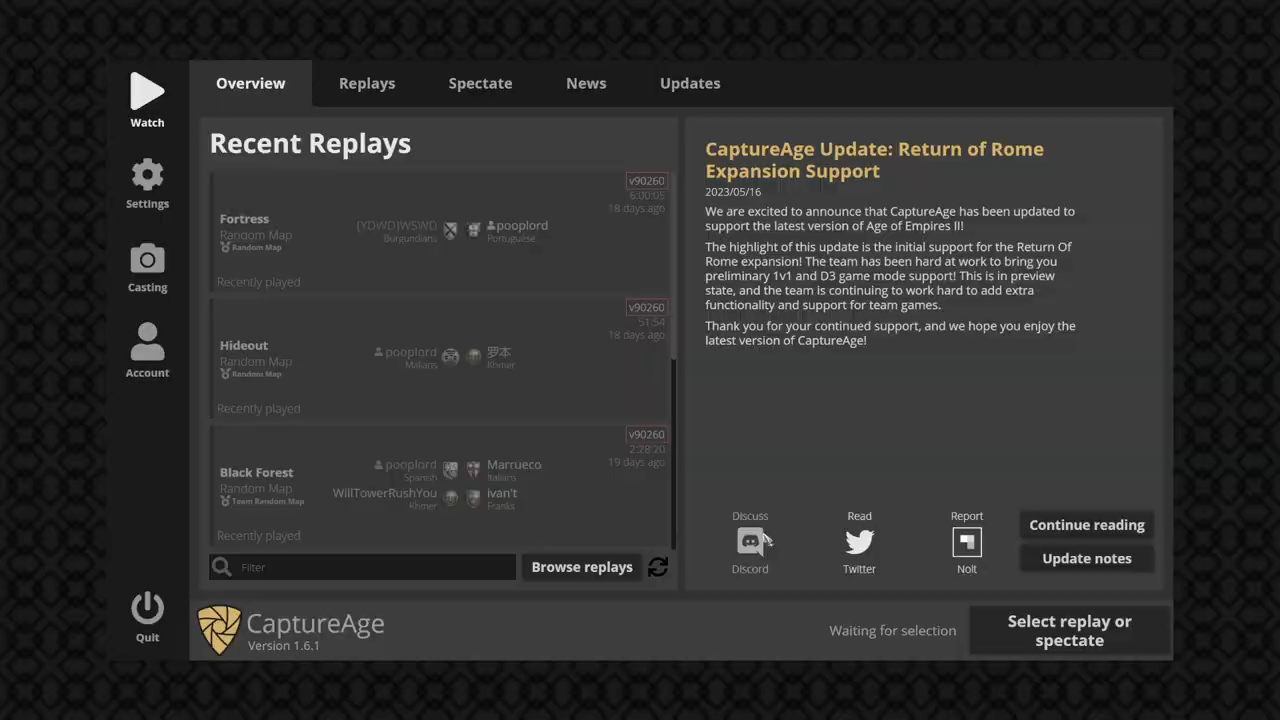 Overview Replays Spectate News Updates
Watch
Settings
Casting
Account
Quit
Recent Replays
v90260
6:00:05
18 days ago
Fortress
Random Map
Random Map
[YDWD]WSWD
Burgundians
pooplord
Portuguese
Recently played
v90260
51:54
18 days ago
Hideout
Random Map
Random Map
pooplord
Malians
罗本
Khmer
Recently played
v90260
2:28:20
19 days ago
Black Forest
Random Map
Team Random Map
pooplord
Spanish
Marrueco
Italians
WillTowerRushYou
Khmer
ivan't
Franks
Recently played
Filter
Browse replays
CaptureAge Update: Return of Rome
Expansion Support
2023/05/16
We are excited to announce that CaptureAge has been updated to
support the latest version of Age of Empires II!
The highlight of this update is the initial support for the Return Of
Rome expansion! The team has been hard at work to bring you
preliminary 1v1 and D3 game mode support! This is in preview
state, and the team is continuing to work hard to add extra
functionality and support for team games.
Thank you for your continued support, and we hope you enjoy the
latest version of CaptureAge!
Discuss
Discord
Read
Twitter
Report
Nolt
Continue reading
Update notes
CaptureAge
Version 1.6.1
Waiting for selection
Select replay or
spectate